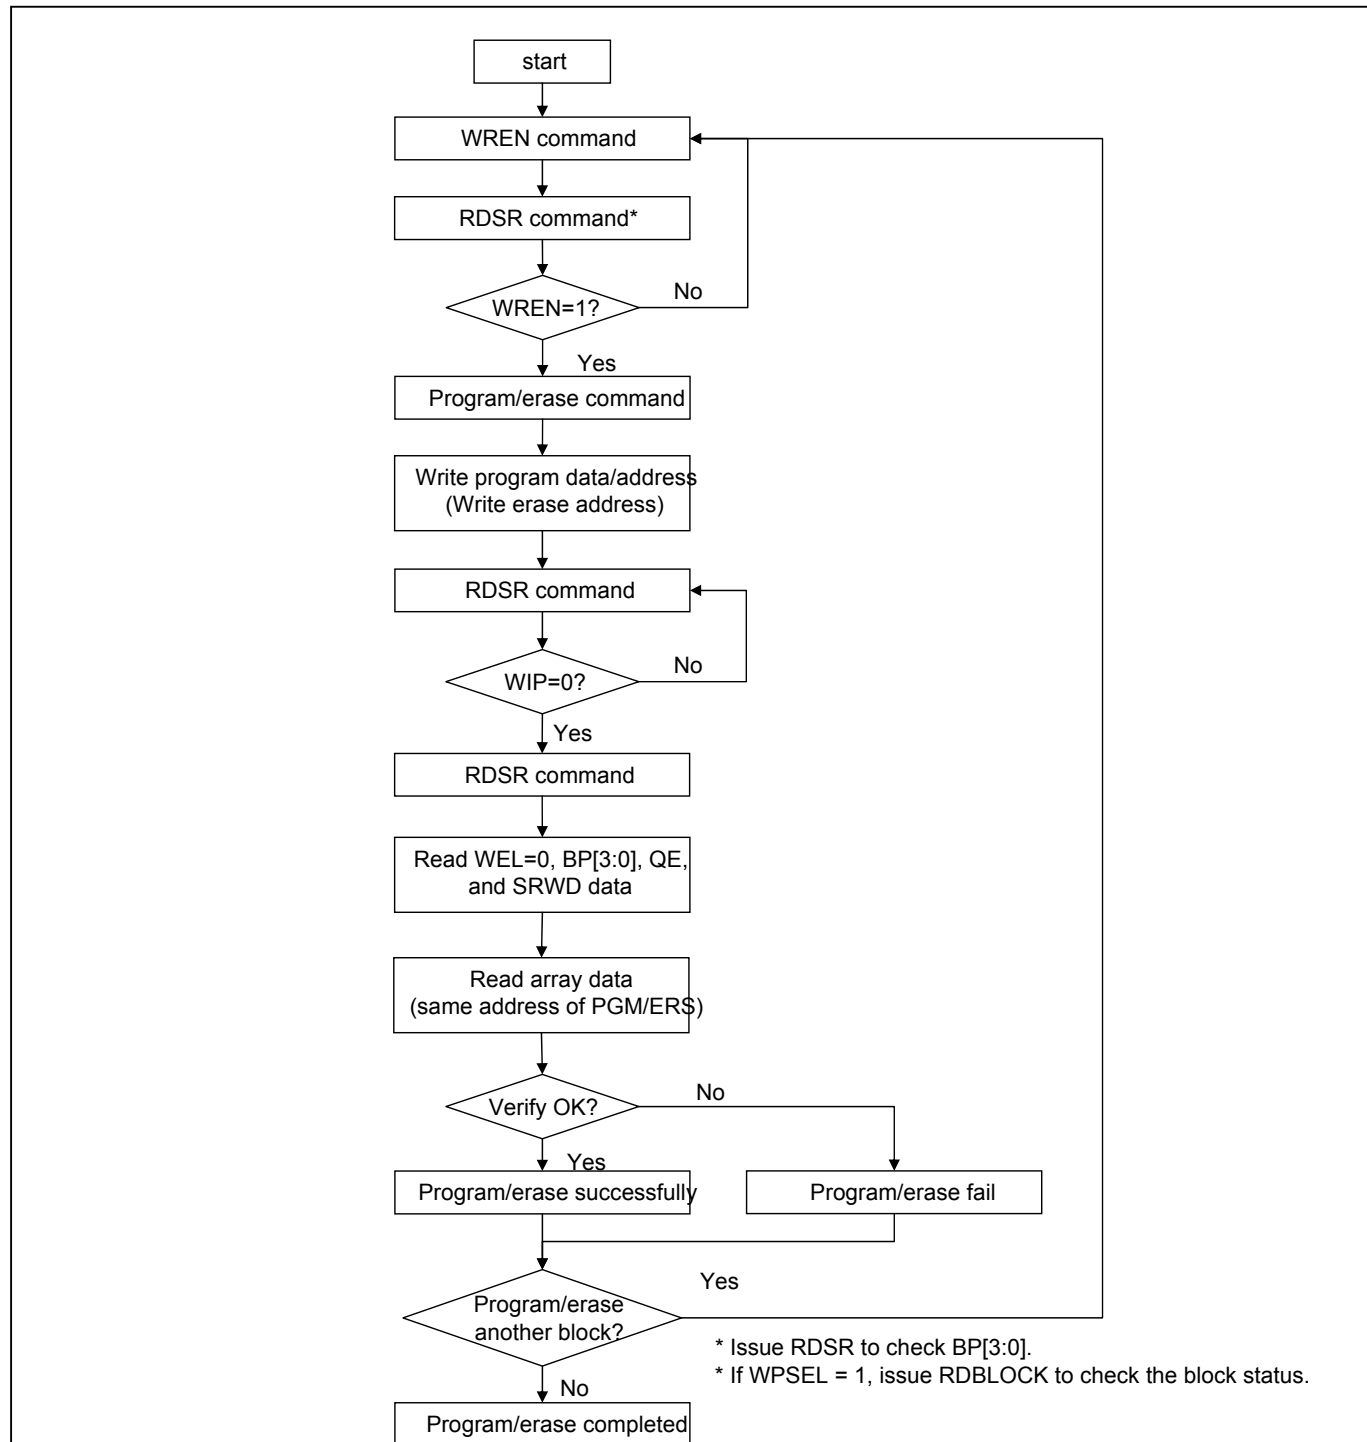 start
WREN command
RDSR command*
WREN=1?
No
Yes
Program/erase command
Write program data/address
(Write erase address)
RDSR command
WIP=0?
No
Yes
RDSR command
Read WEL=0, BP[3:0], QE,
and SRWD data
Read array data
(same address of PGM/ERS)
Verify OK?
No
Yes
Program/erase successfully
Program/erase fail
Yes
Program/erase
another block?
* Issue RDSR to check BP[3:0].
* If WPSEL = 1, issue RDBLOCK to check the block status.
No
Program/erase completed